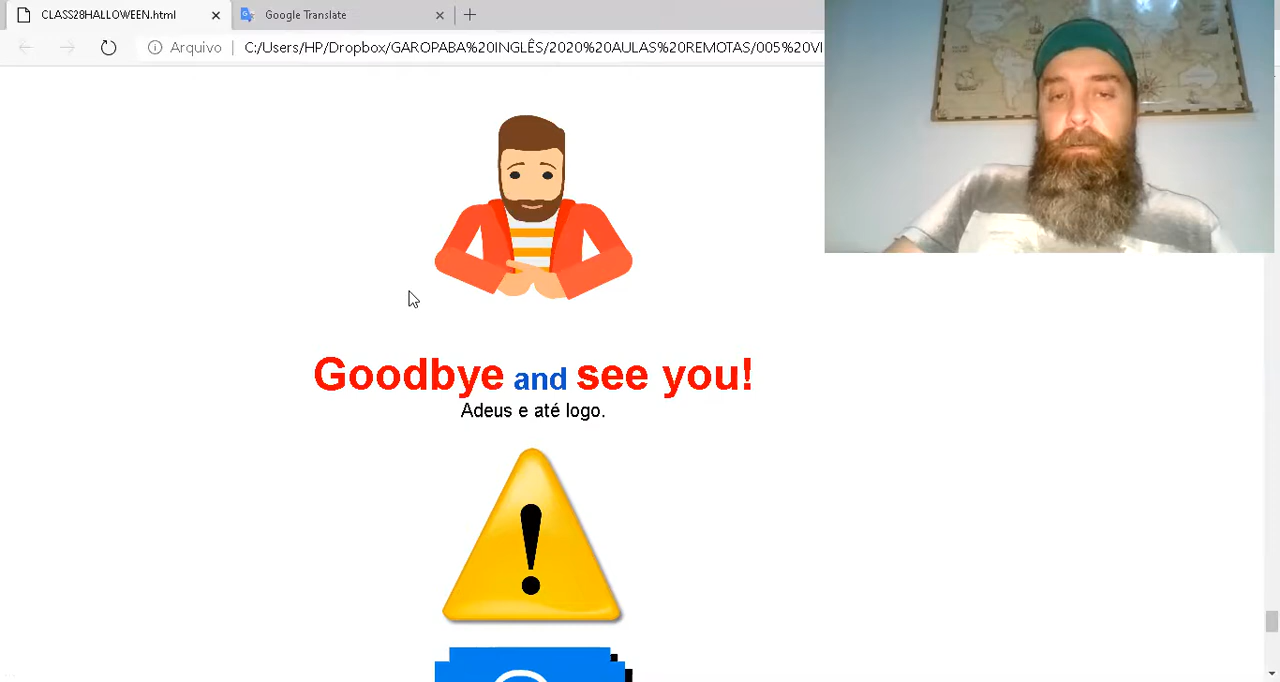 CLASS28HALLOWEEN.html
Google Translate
Arquivo C:/Users/HP/Dropbox/GAROPABA%20INGLÊS/2020%20AULAS%20REMOTAS/005%20VI
Goodbye and see you!
Adeus e até logo.
!